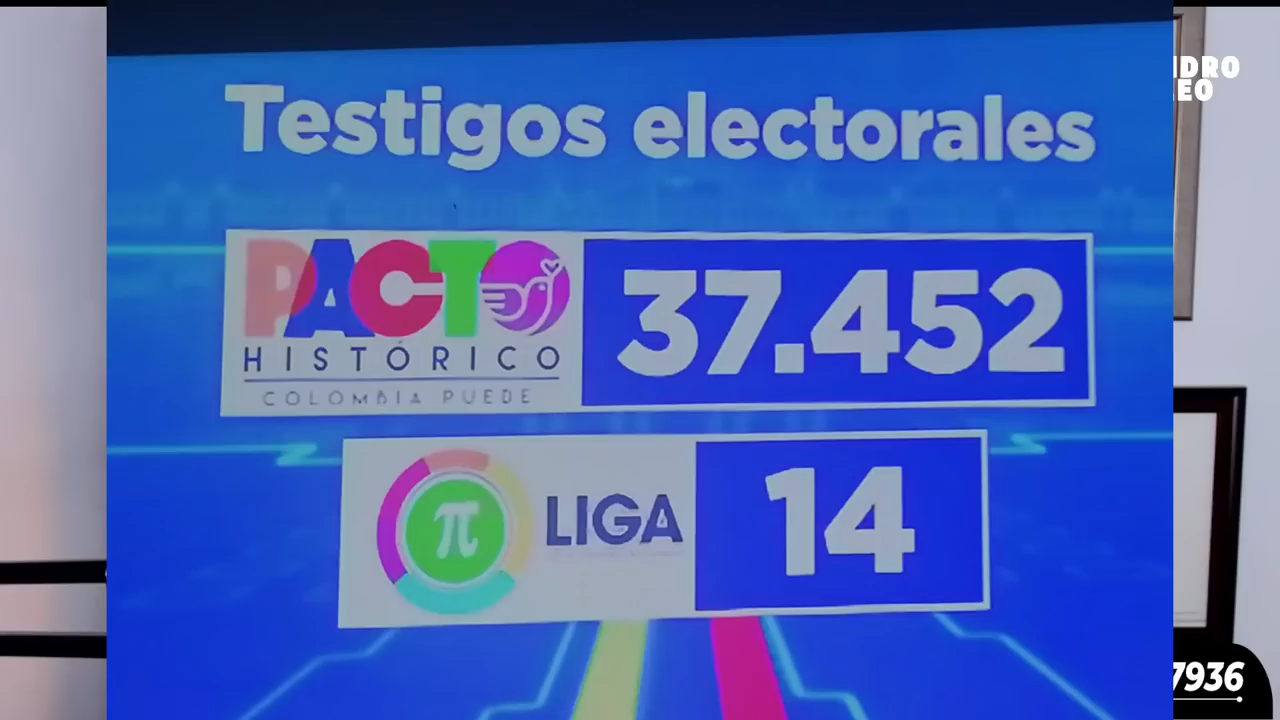 Testigos electorales
PACTO
HISTÓRICO
COLOMBIA PUEDE
37.452
π LIGA
14
7936